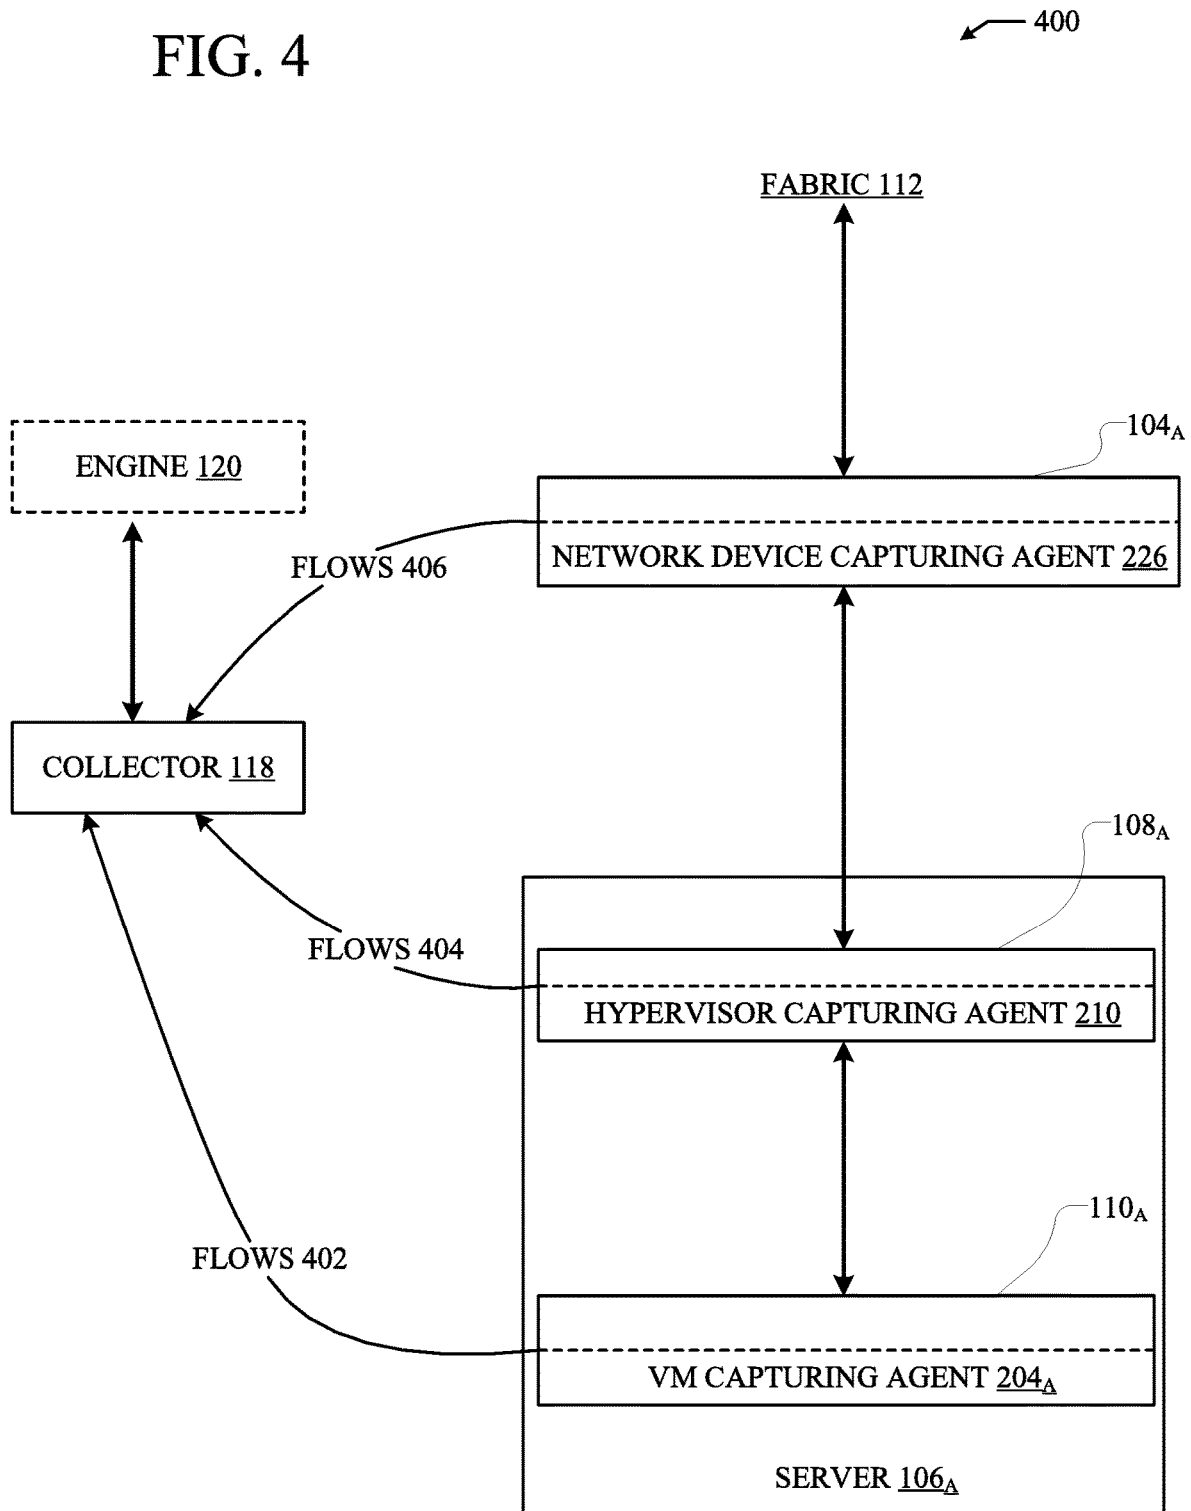 FIG. 4
400
FABRIC 112
104A
ENGINE 120
NETWORK DEVICE CAPTURING AGENT 226
FLOWS 406
COLLECTOR 118
108A
FLOWS 404
HYPERVISOR CAPTURING AGENT 210
110A
FLOWS 402
VM CAPTURING AGENT 204A
SERVER 106A